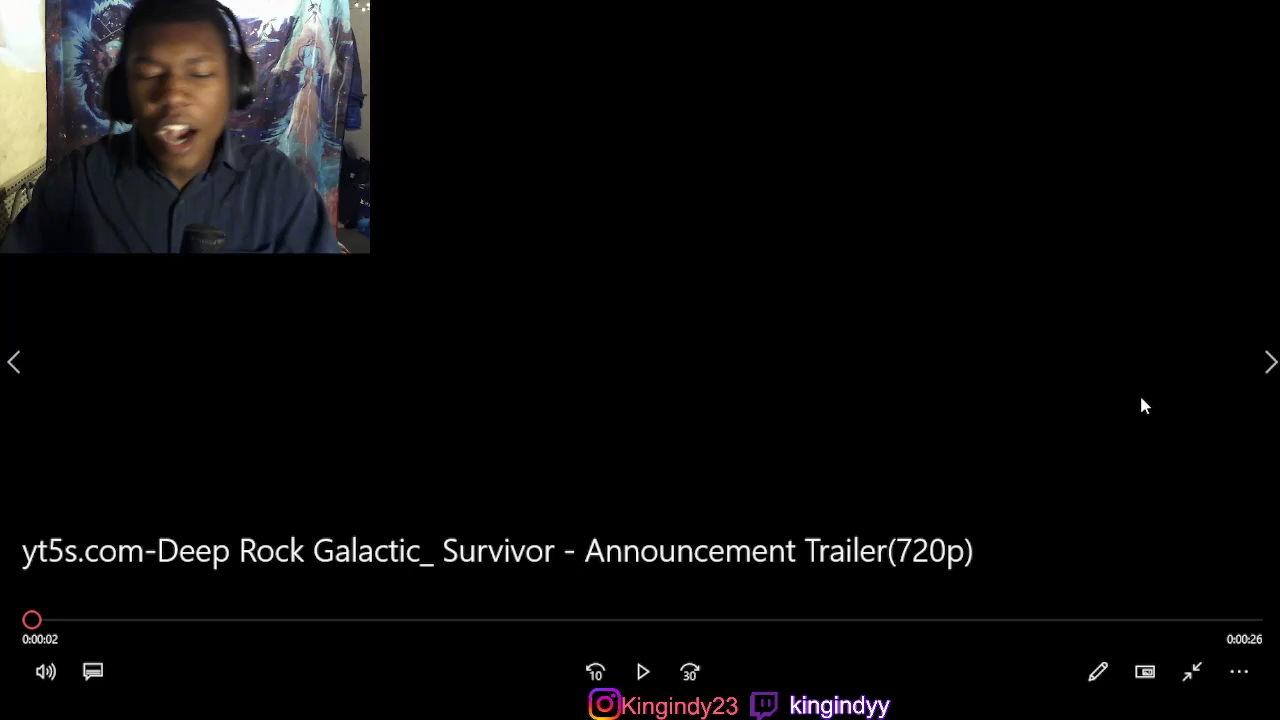 yt5s.com-Deep Rock Galactic_ Survivor - Announcement Trailer(720p)
0:00:02
0:00:26
10
30
Kingindy23
kingindyy